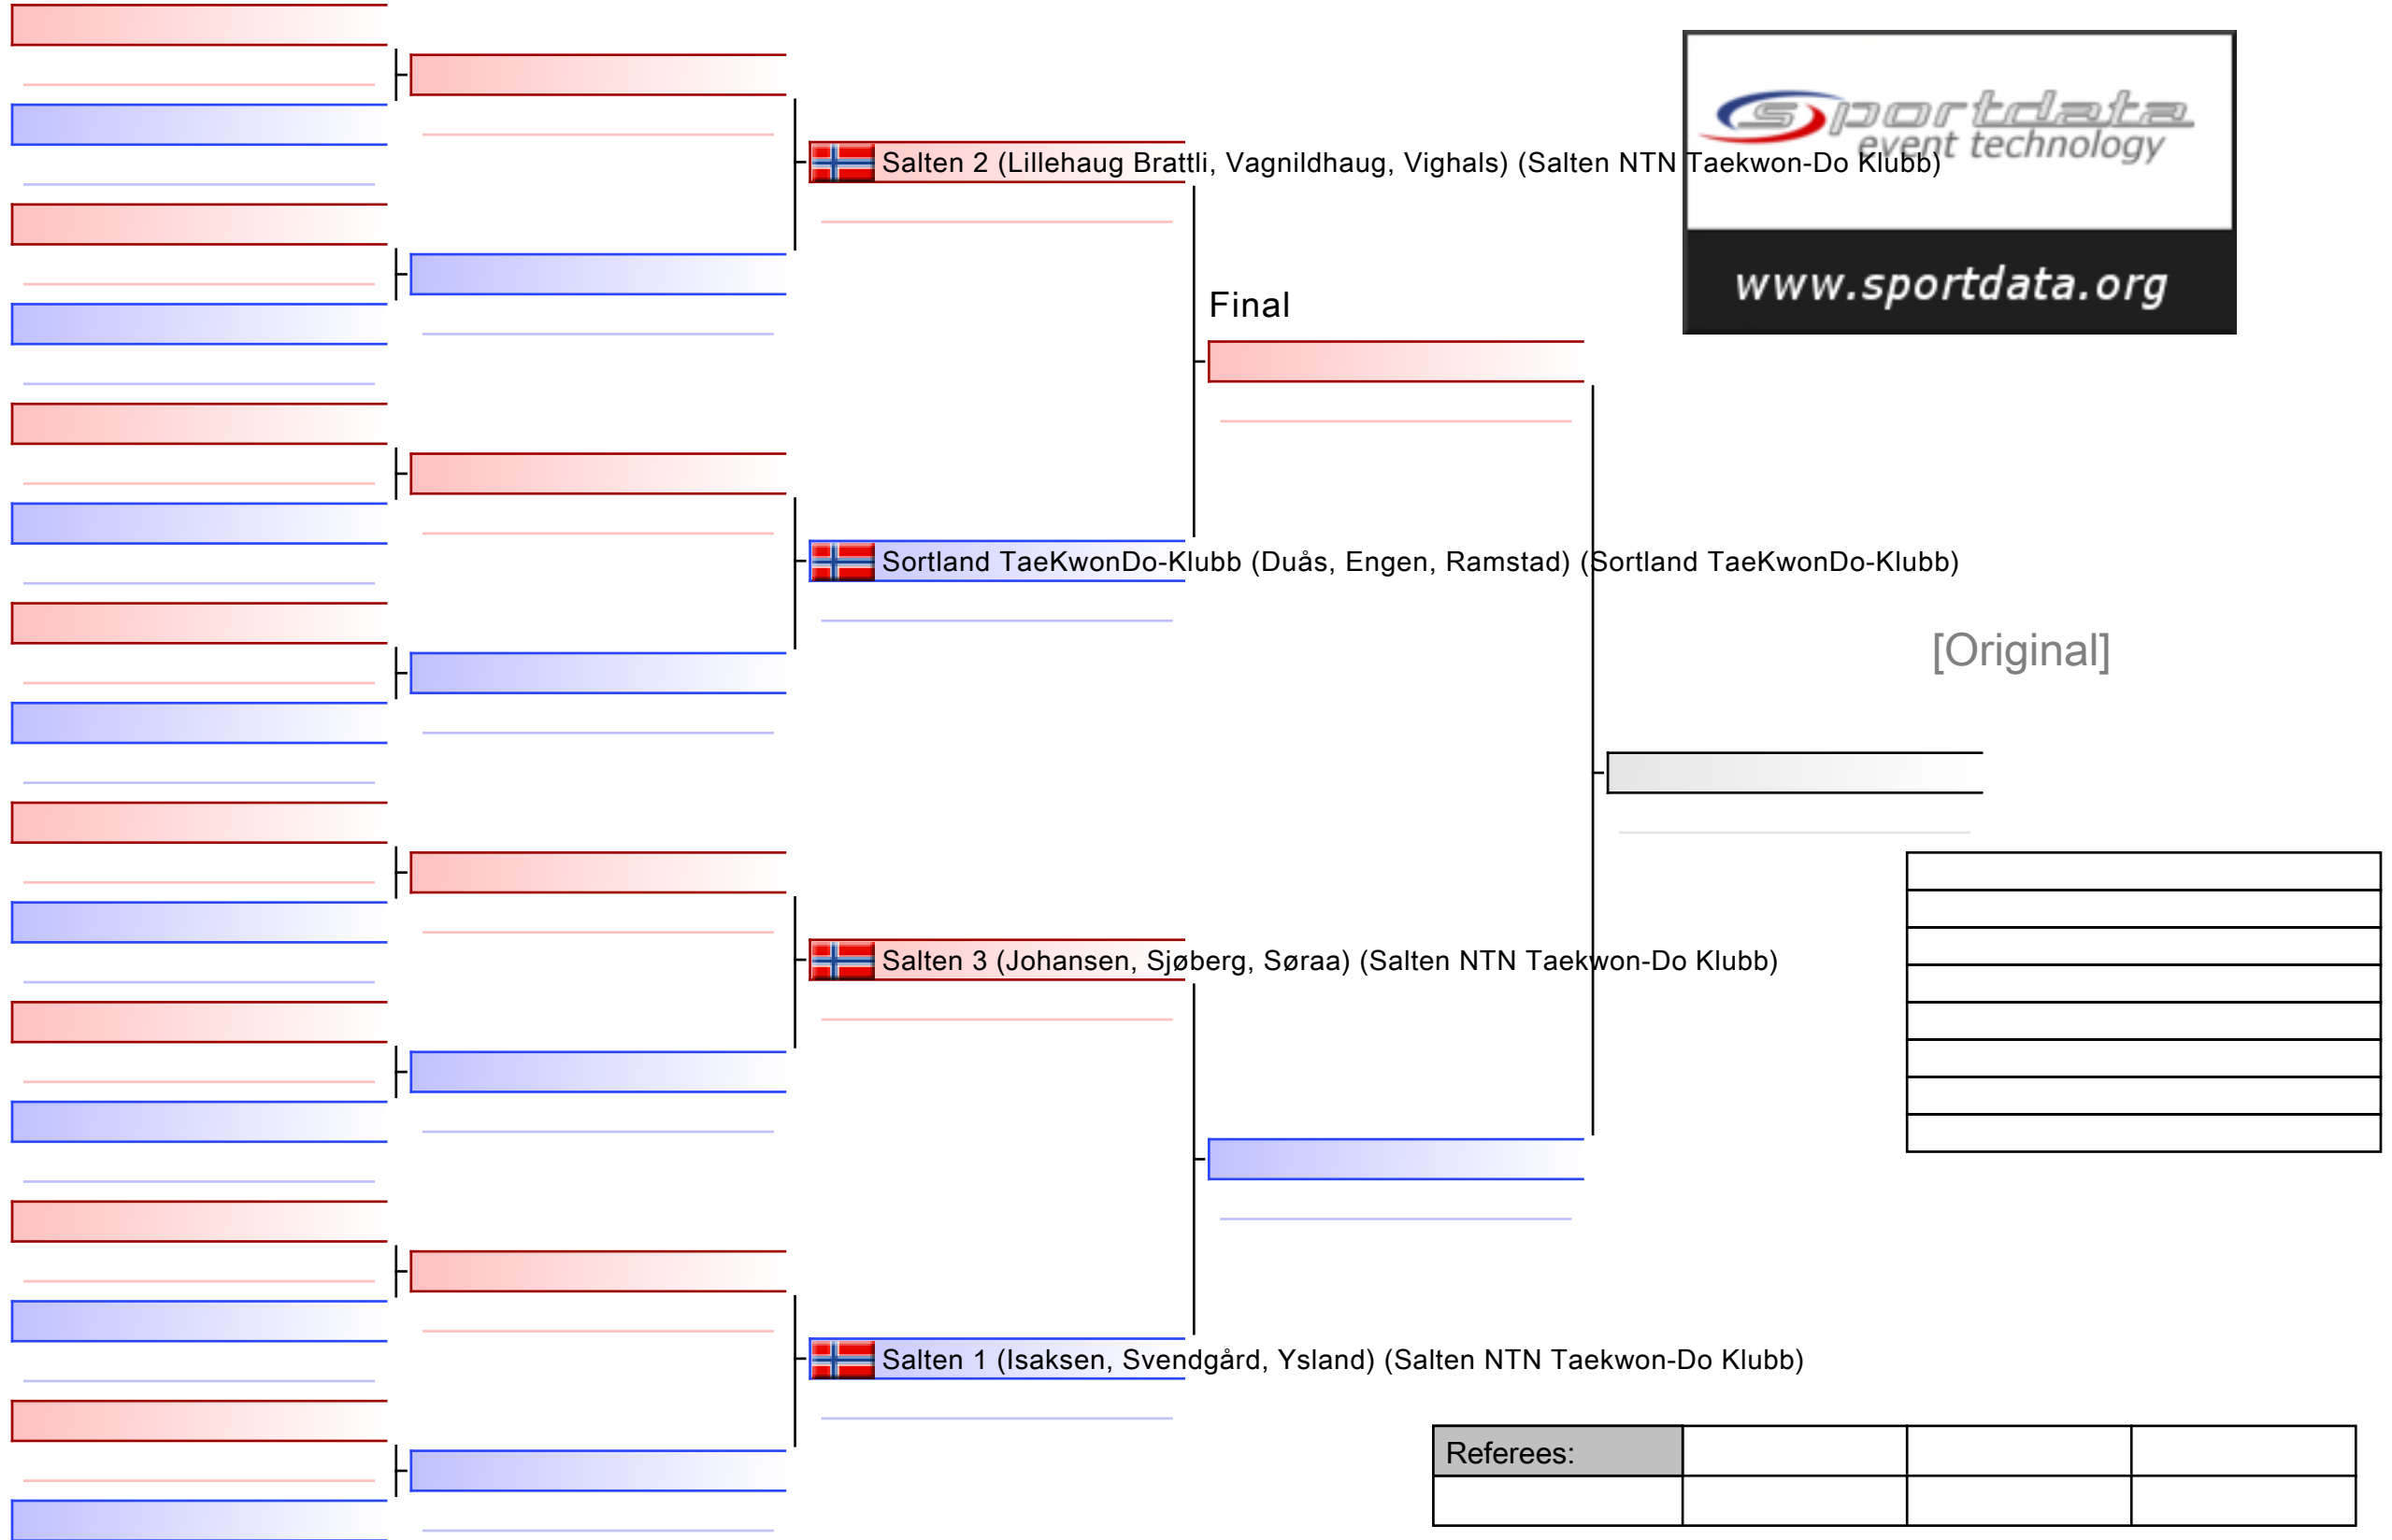 sportdata
event technology
www.sportdata.org
Salten 2 (Lillehaug Brattli, Vagnildhaug, Vighals) (Salten NTN Taekwon-Do Klubb)
Final
Sortland TaeKwonDo-Klubb (Duås, Engen, Ramstad) (Sortland TaeKwonDo-Klubb)
[Original]
Salten 3 (Johansen, Sjøberg, Søraa) (Salten NTN Taekwon-Do Klubb)
Salten 1 (Isaksen, Svendgård, Ysland) (Salten NTN Taekwon-Do Klubb)
Referees: